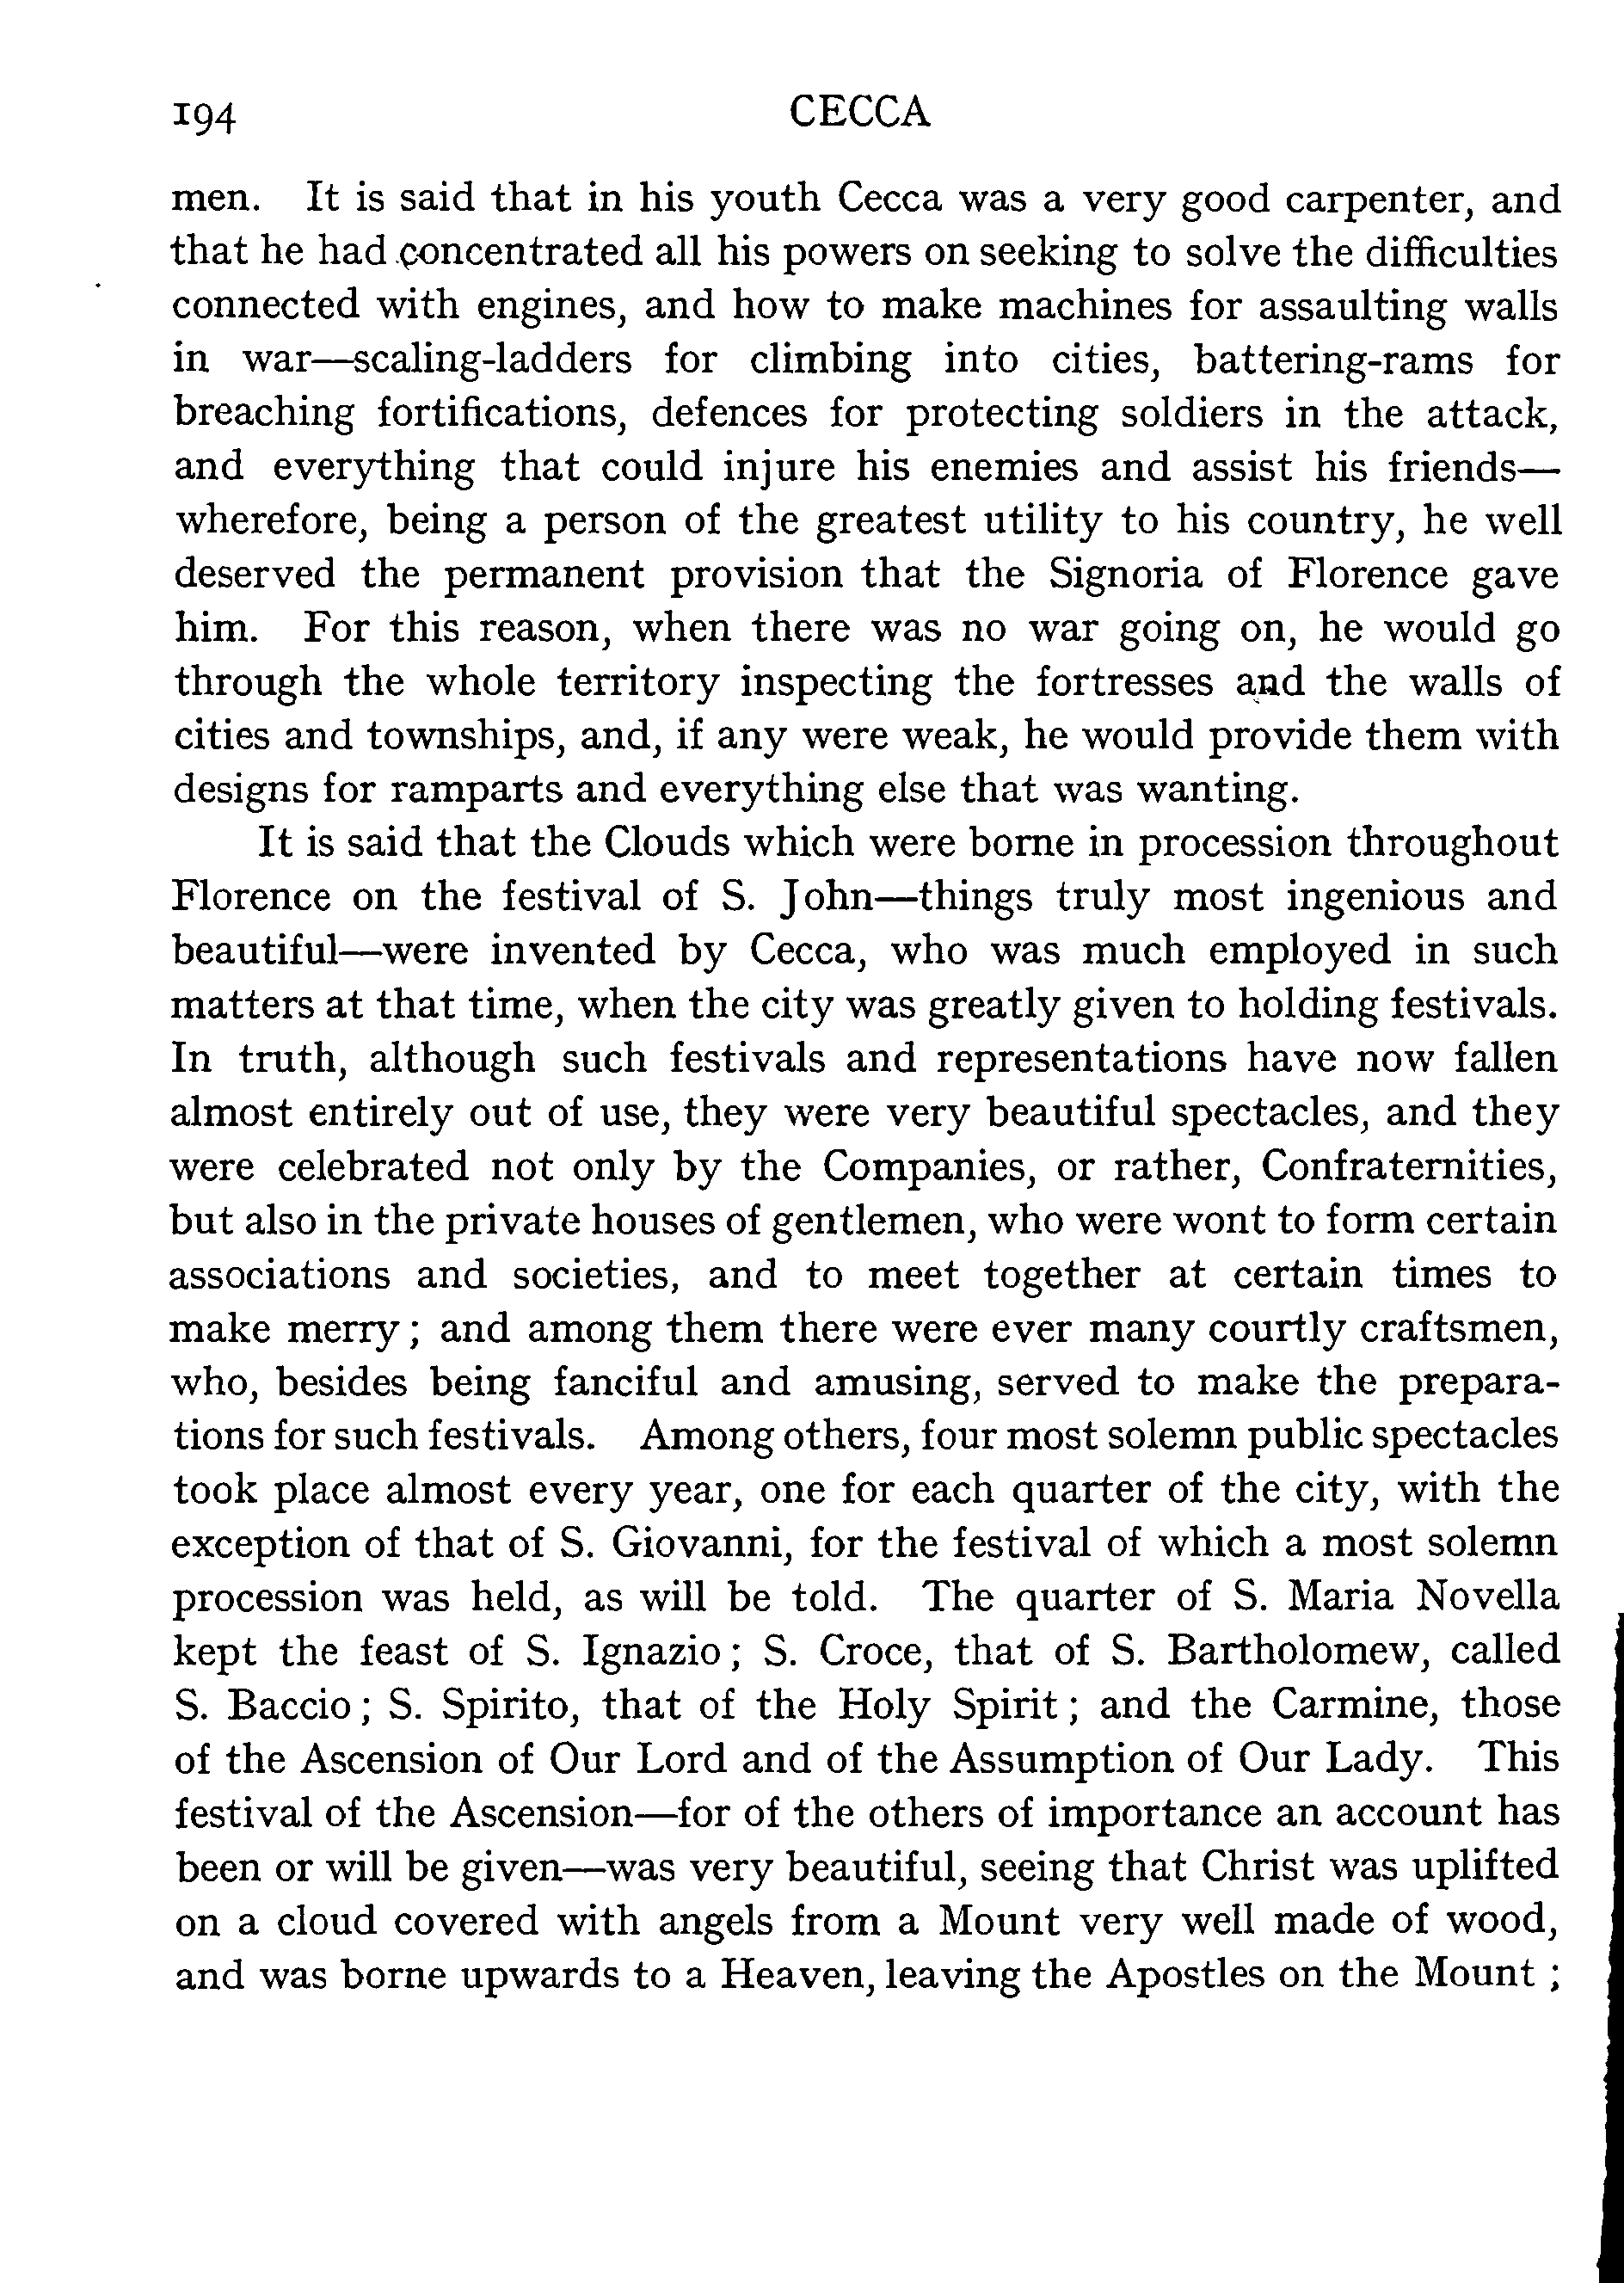 194 CECCA
men. It is said that in his youth Cecca was a very good carpenter, and
that he had concentrated all his powers on seeking to solve the difficulties
connected with engines, and how to make machines for assaulting walls
in war—scaling-ladders for climbing into cities, battering-rams for
breaching fortifications, defences for protecting soldiers in the attack,
and everything that could injure his enemies and assist his friends—
wherefore, being a person of the greatest utility to his country, he well
deserved the permanent provision that the Signoria of Florence gave
him. For this reason, when there was no war going on, he would go
through the whole territory inspecting the fortresses and the walls of
cities and townships, and, if any were weak, he would provide them with
designs for ramparts and everything else that was wanting.
It is said that the Clouds which were borne in procession throughout
Florence on the festival of S. John—things truly most ingenious and
beautiful—were invented by Cecca, who was much employed in such
matters at that time, when the city was greatly given to holding festivals.
In truth, although such festivals and representations have now fallen
almost entirely out of use, they were very beautiful spectacles, and they
were celebrated not only by the Companies, or rather, Confraternities,
but also in the private houses of gentlemen, who were wont to form certain
associations and societies, and to meet together at certain times to
make merry; and among them there were ever many courtly craftsmen,
who, besides being fanciful and amusing, served to make the prepara-
tions for such festivals. Among others, four most solemn public spectacles
took place almost every year, one for each quarter of the city, with the
exception of that of S. Giovanni, for the festival of which a most solemn
procession was held, as will be told. The quarter of S. Maria Novella
kept the feast of S. Ignazio; S. Croce, that of S. Bartholomew, called
S. Baccio; S. Spirito, that of the Holy Spirit; and the Carmine, those
of the Ascension of Our Lord and of the Assumption of Our Lady. This
festival of the Ascension—for of the others of importance an account has
been or will be given—was very beautiful, seeing that Christ was uplifted
on a cloud covered with angels from a Mount very well made of wood,
and was borne upwards to a Heaven, leaving the Apostles on the Mount;